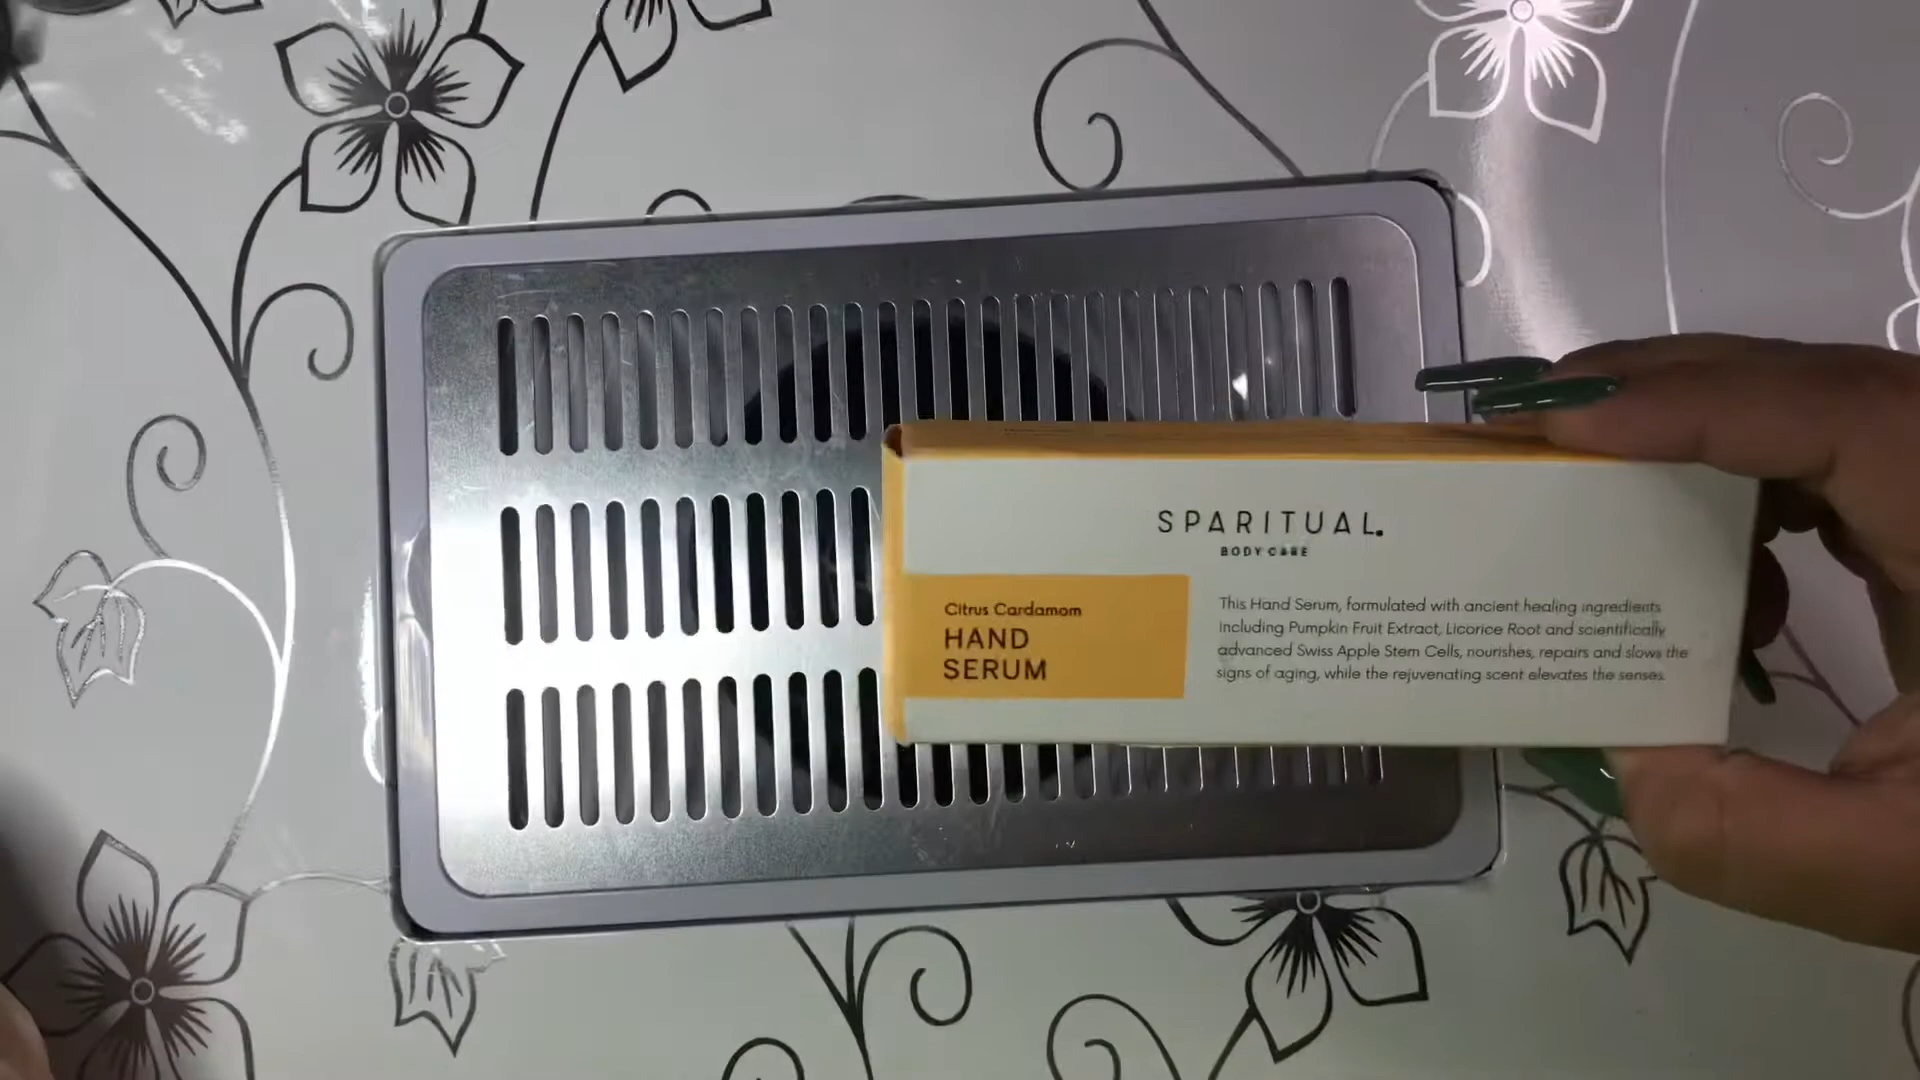 SPARITUAL.
BODY CARE
Citrus Cardamom
HAND
SERUM
This Hand Serum, formulated with ancient healing ingredients
including Pumpkin Fruit Extract, Licorice Root and scientifically
advanced Swiss Apple Stem Cells, nourishes, repairs and slows the
signs of aging, while the rejuvenating scent elevates the senses.